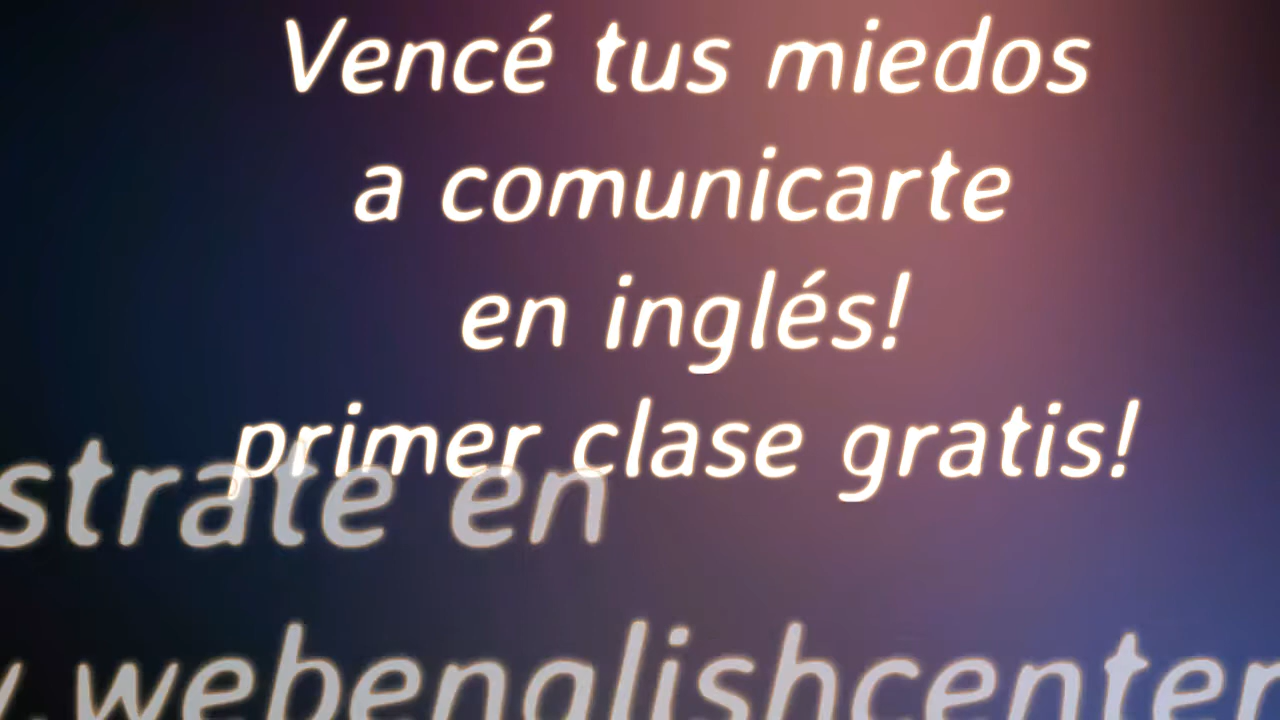 Vencé tus miedos
a comunicarte
en inglés!
primer clase gratis!
strate en
.webenglishcenter